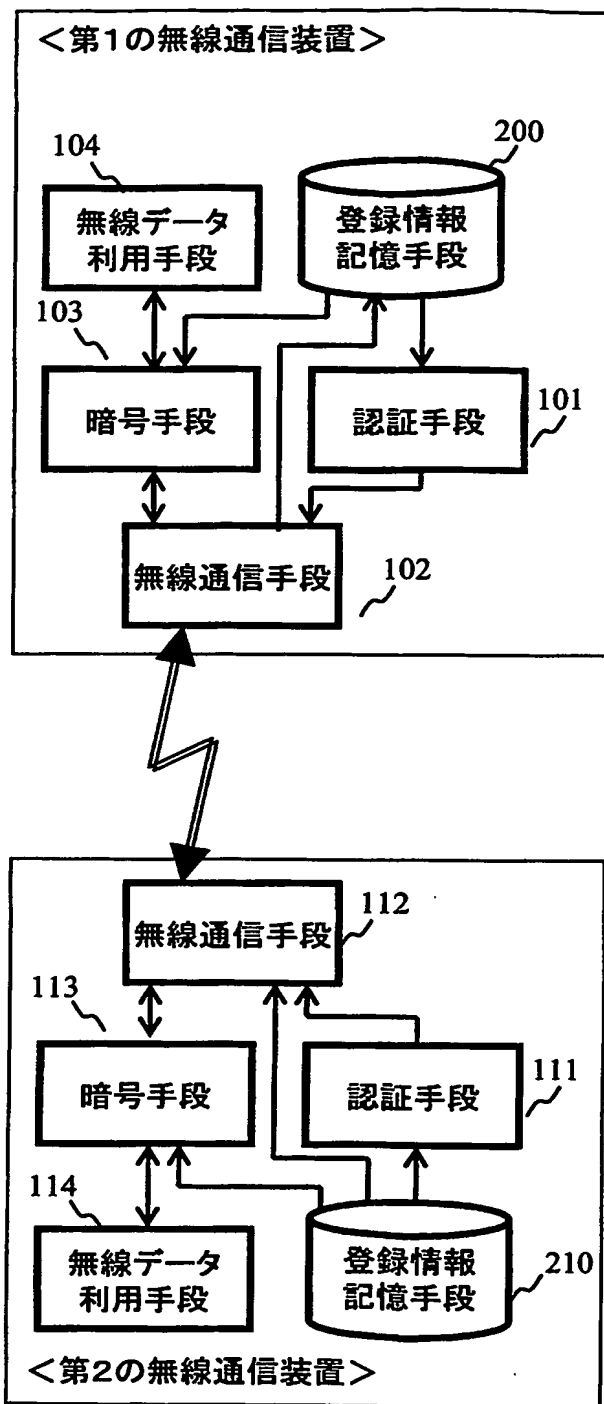 <第1の無線通信装置>
104
200
無線データ
利用手段
登録情報
記憶手段
103
暗号手段
認証手段
101
無線通信手段
102
無線通信手段
112
113
暗号手段
認証手段
111
114
無線データ
利用手段
登録情報
記憶手段
210
<第2の無線通信装置>